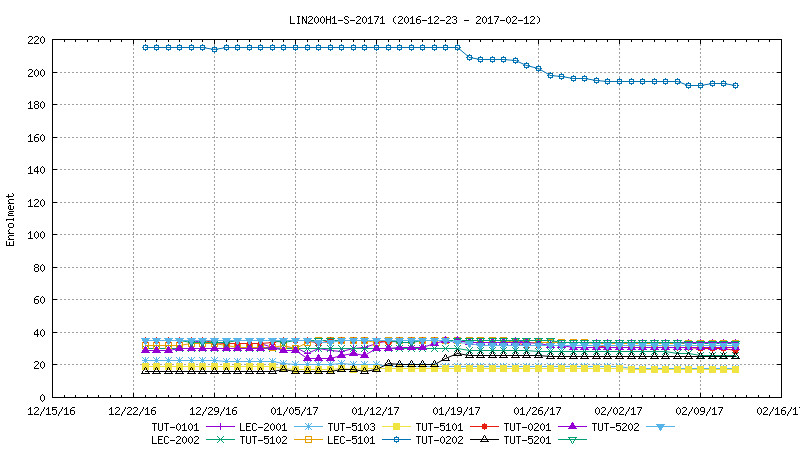 LIN200H1-S-20171 (2016-12-23 - 2017-02-12)
220
200
180
160
140
120
100
80
60
40
20
0
Enrolment
12/15/16 12/22/16 12/29/16 01/05/17 01/12/17 01/19/17 01/26/17 02/02/17 02/09/17 02/16/17
TUT-0101 LEC-2001 TUT-5103 TUT-5101 TUT-0201 TUT-5202
LEC-2002 TUT-5102 LEC-5101 TUT-0202 TUT-5201